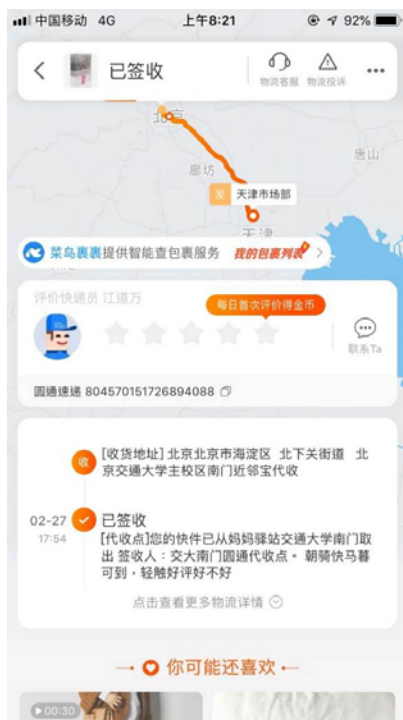 中国移动 4G 上午8:21 92%
已签收
物流客服 物流投诉
北京
唐山
廊坊
发 天津市场部
天津
菜鸟裹裹提供智能查包裹服务 我的包裹列表
评价快递员 江道万
每日首次评价得金币
联系Ta
圆通速递 804570151726894088
收 [收货地址] 北京北京市海淀区 北下关街道 北
京交通大学主校区南门近邻宝代收
02-27 已签收
17:54 [代收点]您的快件已从妈妈驿站交通大学南门取
出 签收人：交大南门圆通代收点。 朝骑快马暮
可到，轻触好评好不好
点击查看更多物流详情
你可能还喜欢
00:30